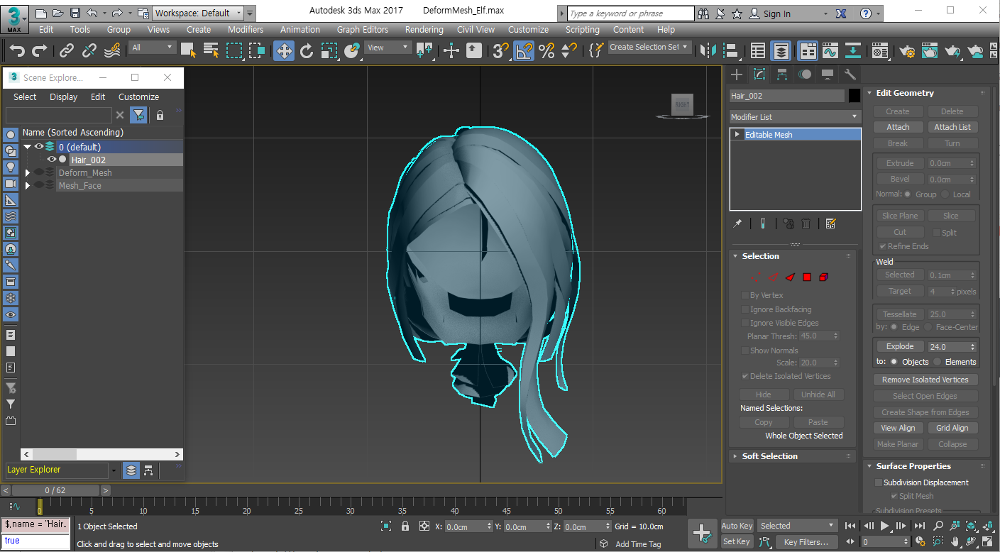 3
MAX
Workspace: Default
Autodesk 3ds Max 2017 DeformMesh_Elf.max
Type a keyword or phrase
Sign In
Edit Tools Group Views Create Modifiers Animation Graph Editors Rendering Civil View Customize Scripting Content Help
All
View
Create Selection Set
3 Scene Explore...
Select Display Edit Customize
Name (Sorted Ascending)
0 (default)
Hair_002
Deform_Mesh
Mesh_Face
Layer Explorer
RIGHT
Hair_002
Modifier List
Editable Mesh
Selection
By Vertex
Ignore Backfacing
Ignore Visible Edges
Planar Thresh: 45.0
Show Normals
Scale: 20.0
Delete Isolated Vertices
Hide Unhide All
Named Selections:
Copy Paste
Whole Object Selected
Soft Selection
Edit Geometry
Create Delete
Attach Attach List
Break Turn
Extrude 0.0cm
Bevel 0.0cm
Normal: Group Local
Slice Plane Slice
Cut Split
Refine Ends
Weld
Selected 0.1cm
Target 4 pixels
Tessellate 25.0
by: Edge Face-Center
Explode 24.0
to: Objects Elements
Remove Isolated Vertices
Select Open Edges
Create Shape from Edges
View Align Grid Align
Make Planar Collapse
Surface Properties
Subdivision Displacement
Split Mesh
Subdivision Presets
< 0 / 62 >
0 5 10 15 20 25 30 35 40 45 50 55 60
$.name = "Hair.
true
1 Object Selected
Click and drag to select and move objects
X: 0.0cm Y: 0.0cm Z: 0.0cm Grid = 10.0cm
Add Time Tag
Auto Key Selected
Set Key Key Filters...
0